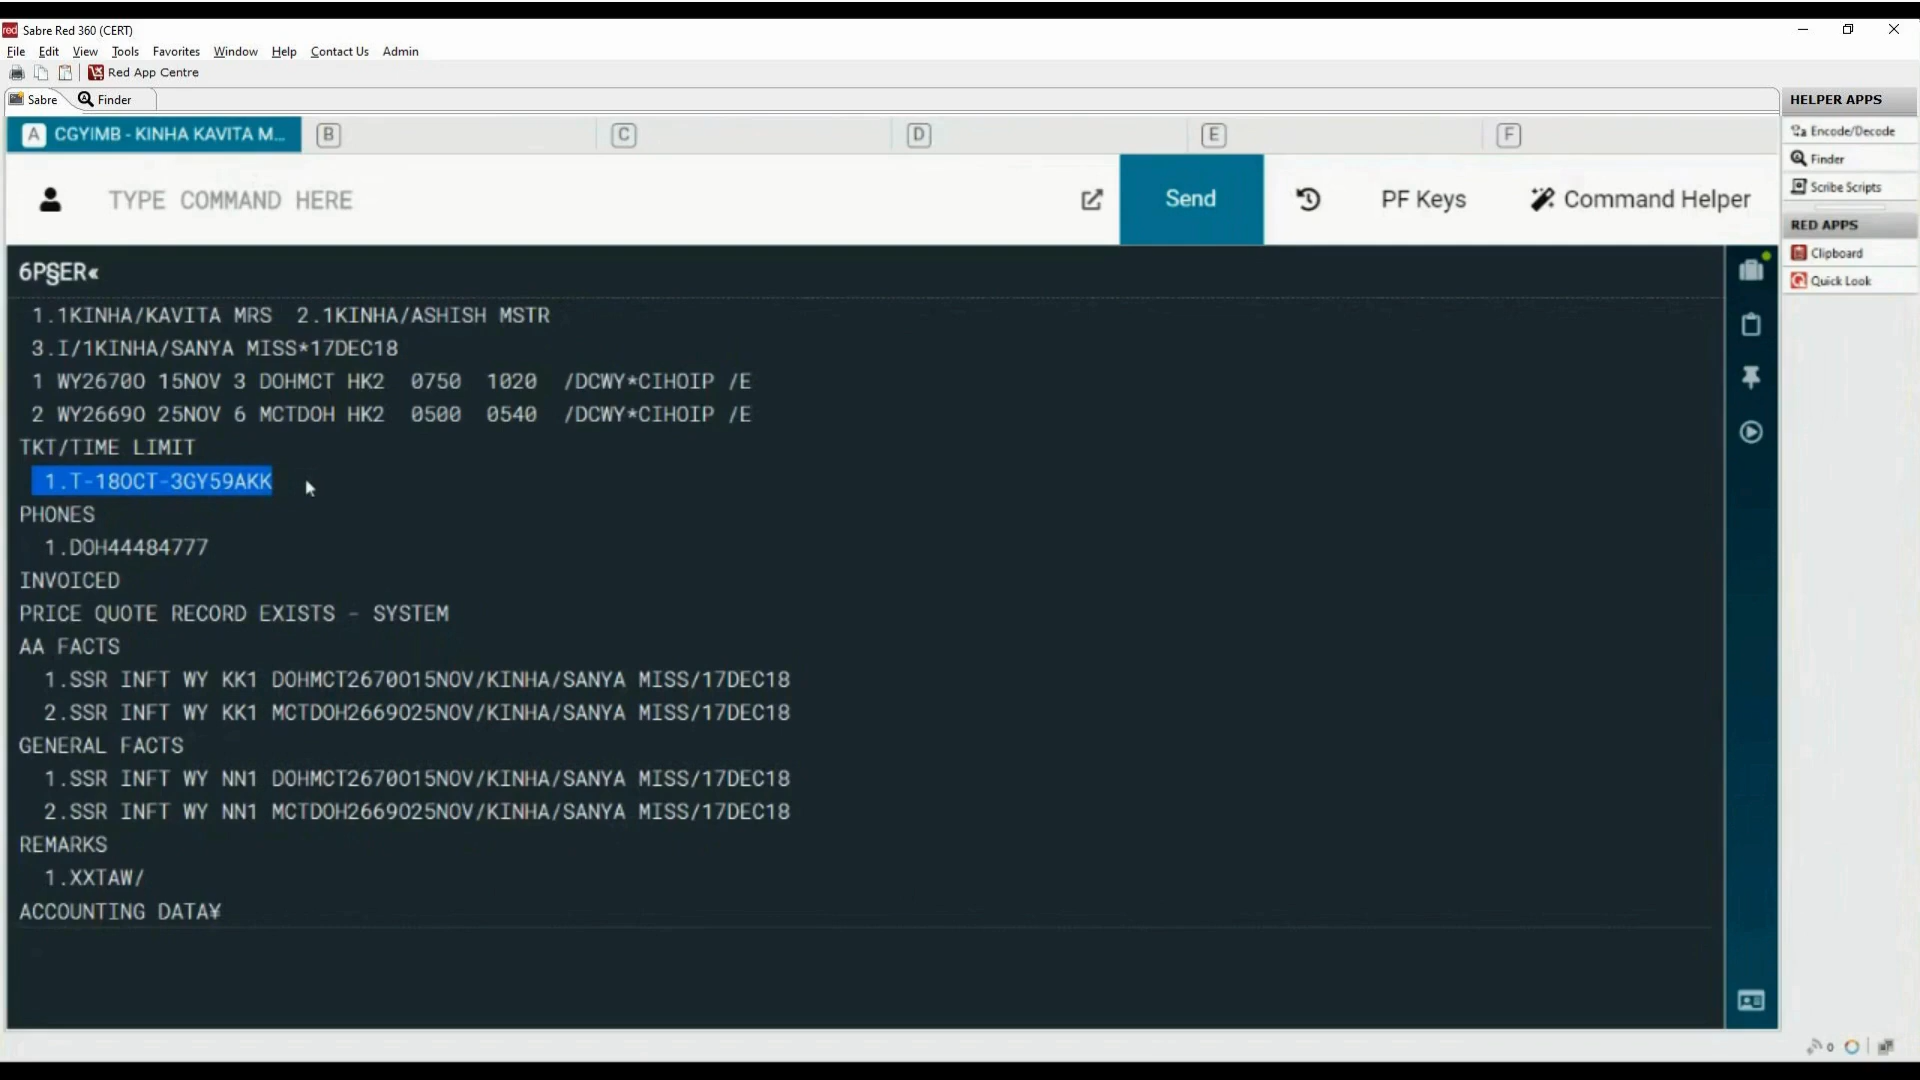 red Sabre Red 360 (CERT)
File Edit View Tools Favorites Window Help Contact Us Admin
Red App Centre
Sabre Finder
HELPER APPS
A CGYIMB - KINHA KAVITA M... B C D E F
Encode/Decode
Finder
Scribe Scripts
TYPE COMMAND HERE Send PF Keys Command Helper
RED APPS
Clipboard
Quick Look
6P§ER«
1.1KINHA/KAVITA MRS 2.1KINHA/ASHISH MSTR
3.I/1KINHA/SANYA MISS*17DEC18
1 WY2670O 15NOV 3 DOHMCT HK2 0750 1020 /DCWY*CIHOIP /E
2 WY2669O 25NOV 6 MCTDOH HK2 0500 0540 /DCWY*CIHOIP /E
TKT/TIME LIMIT
1.T-18OCT-3GY59AKK
PHONES
1.DOH44484777
INVOICED
PRICE QUOTE RECORD EXISTS - SYSTEM
AA FACTS
1.SSR INFT WY KK1 DOHMCT2670O15NOV/KINHA/SANYA MISS/17DEC18
2.SSR INFT WY KK1 MCTDOH2669O25NOV/KINHA/SANYA MISS/17DEC18
GENERAL FACTS
1.SSR INFT WY NN1 DOHMCT2670O15NOV/KINHA/SANYA MISS/17DEC18
2.SSR INFT WY NN1 MCTDOH2669O25NOV/KINHA/SANYA MISS/17DEC18
REMARKS
1.XXTAW/
ACCOUNTING DATA¥
0